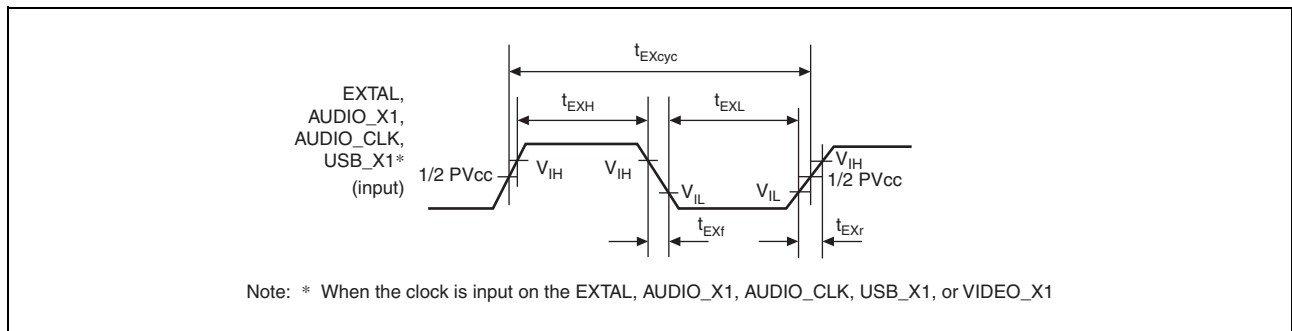 tEXcyc
EXTAL,
AUDIO_X1,
AUDIO_CLK,
USB_X1*
(input)
tEXH
tEXL
1/2 PVcc
VIH
VIH
VIL
VIL
VIH
1/2 PVcc
tEXf
tEXr
Note: * When the clock is input on the EXTAL, AUDIO_X1, AUDIO_CLK, USB_X1, or VIDEO_X1